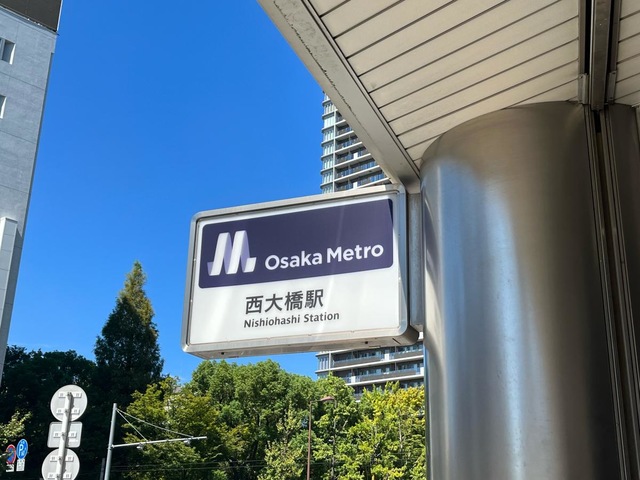 Osaka Metro
西大橋駅
Nishiohashi Station